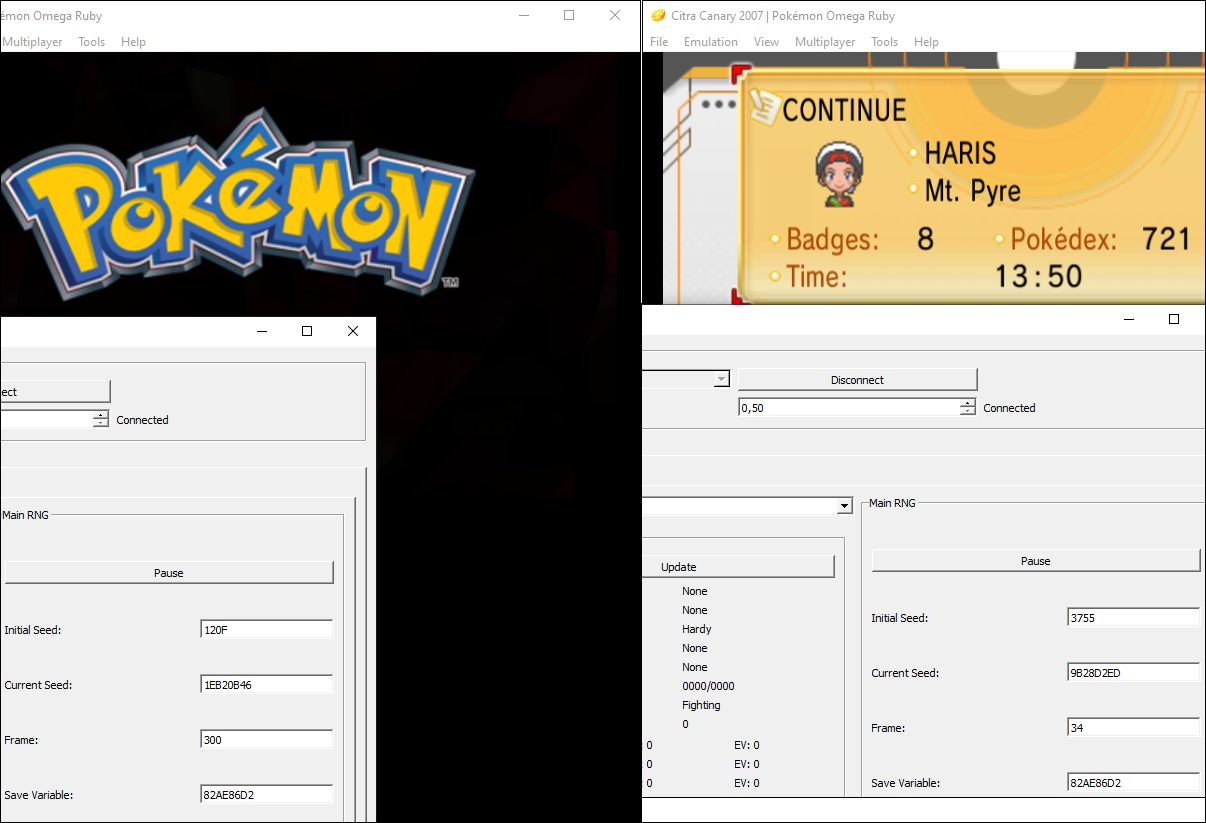 émon Omega Ruby
Multiplayer Tools Help
POKéMON
TM
ect
Connected
Main RNG
Pause
Initial Seed: 120F
Current Seed: 1EB20B46
Frame: 300
Save Variable: 82AE86D2
Citra Canary 2007 | Pokémon Omega Ruby
File Emulation View Multiplayer Tools Help
CONTINUE
HARIS
Mt. Pyre
Badges: 8 Pokédex: 721
Time: 13:50
Disconnect
0,50 Connected
Main RNG
Update
None
None
Hardy
None
None
0000/0000
Fighting
0
: 0 EV: 0
: 0 EV: 0
: 0 EV: 0
Pause
Initial Seed: 3755
Current Seed: 9B28D2ED
Frame: 34
Save Variable: 82AE86D2